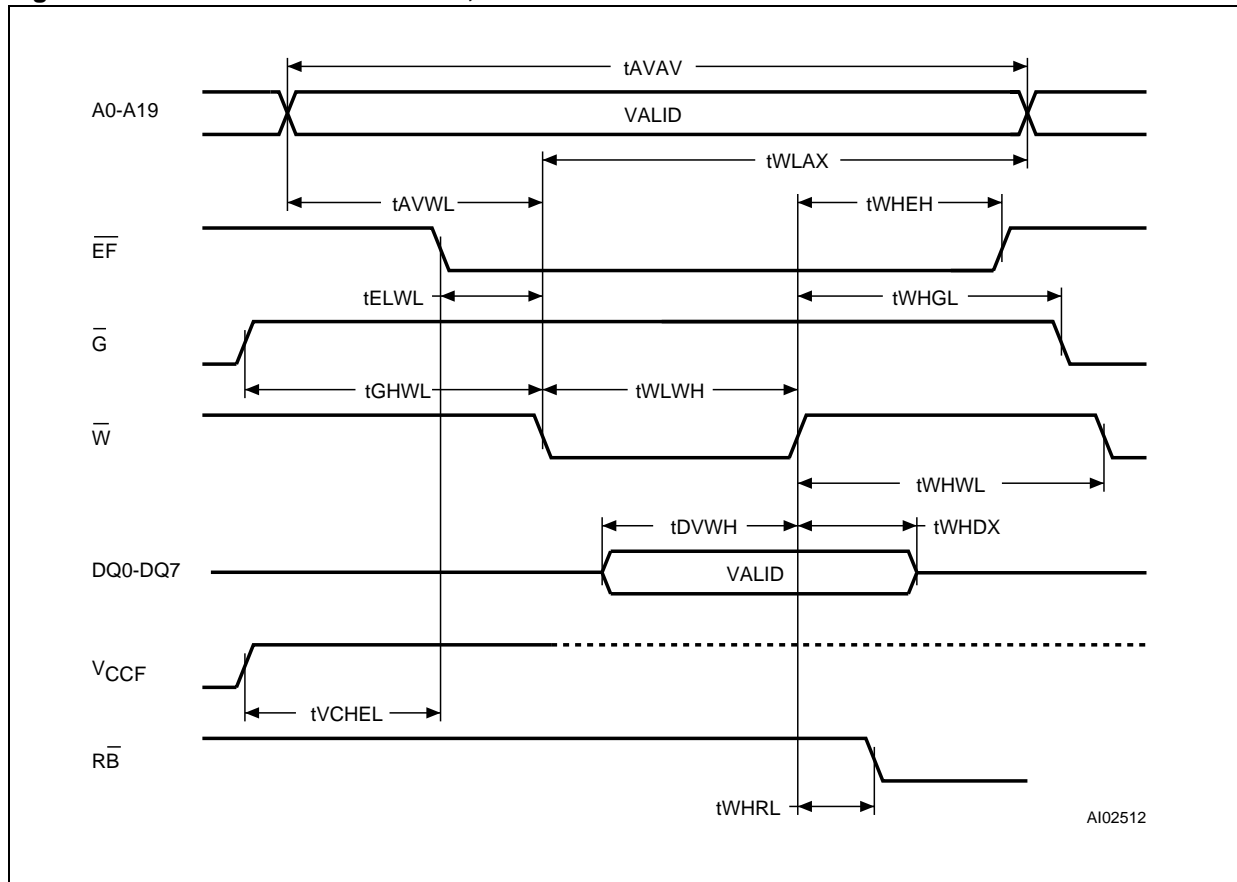 tAVAV
A0-A19
VALID
tWLAX
tAVWL
tWHEH
EF
tELWL
tWHGL
G
tGHWL
tWLWH
W
tWHWL
tDVWH
tWHDX
DQ0-DQ7
VALID
VCCF
tVCHEL
RB
tWHRL
AI02512